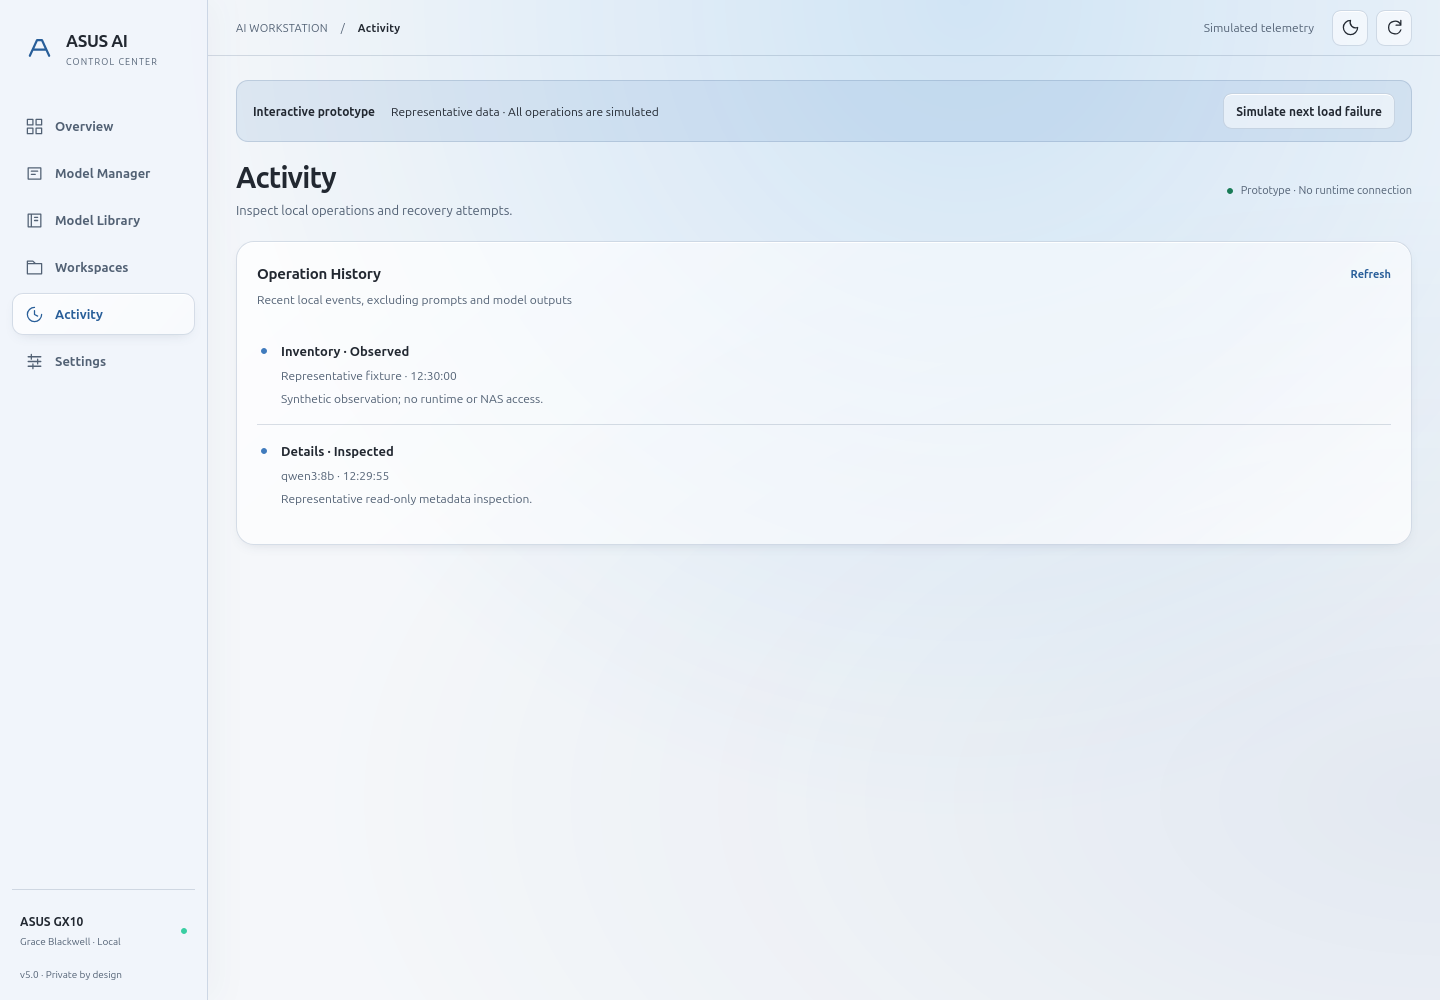 ASUS AI
CONTROL CENTER
Overview
Model Manager
Model Library
Workspaces
Activity
Settings
ASUS GX10
Grace Blackwell · Local
v5.0 · Private by design
AI WORKSTATION / Activity
Simulated telemetry
Interactive prototype Representative data · All operations are simulated
Simulate next load failure
Activity
Inspect local operations and recovery attempts.
Prototype · No runtime connection
Operation History
Refresh
Recent local events, excluding prompts and model outputs
Inventory · Observed
Representative fixture · 12:30:00
Synthetic observation; no runtime or NAS access.
Details · Inspected
qwen3:8b · 12:29:55
Representative read-only metadata inspection.